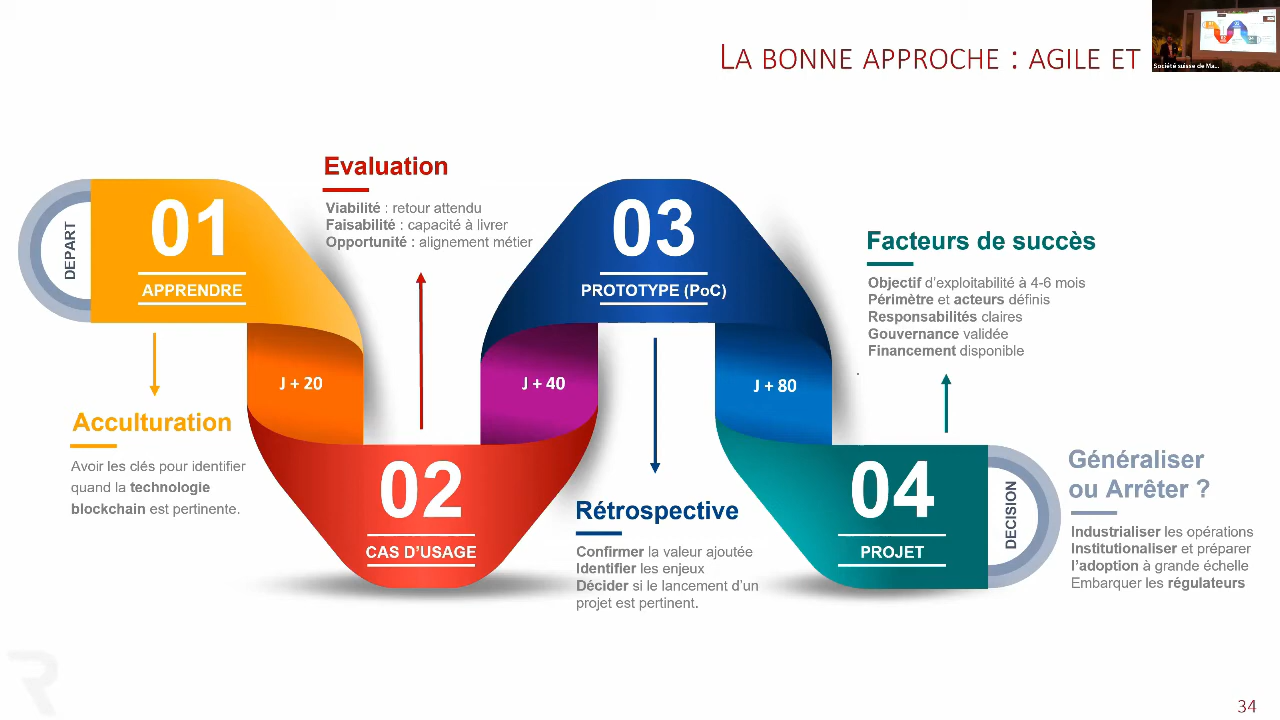 LA BONNE APPROCHE : AGILE ET
Société suisse de Ma...
DEPART
01
APPRENDRE
Acculturation
Avoir les clés pour identifier
quand la technologie
blockchain est pertinente.
J + 20
Evaluation
Viabilité : retour attendu
Faisabilité : capacité à livrer
Opportunité : alignement métier
02
CAS D’USAGE
J + 40
03
PROTOTYPE (PoC)
Rétrospective
Confirmer la valeur ajoutée
Identifier les enjeux
Décider si le lancement d’un
projet est pertinent.
J + 80
Facteurs de succès
Objectif d’exploitabilité à 4-6 mois
Périmètre et acteurs définis
Responsabilités claires
Gouvernance validée
Financement disponible
04
PROJET
DECISION
Généraliser
ou Arrêter ?
Industrialiser les opérations
Institutionaliser et préparer
l’adoption à grande échelle
Embarquer les régulateurs
R
34